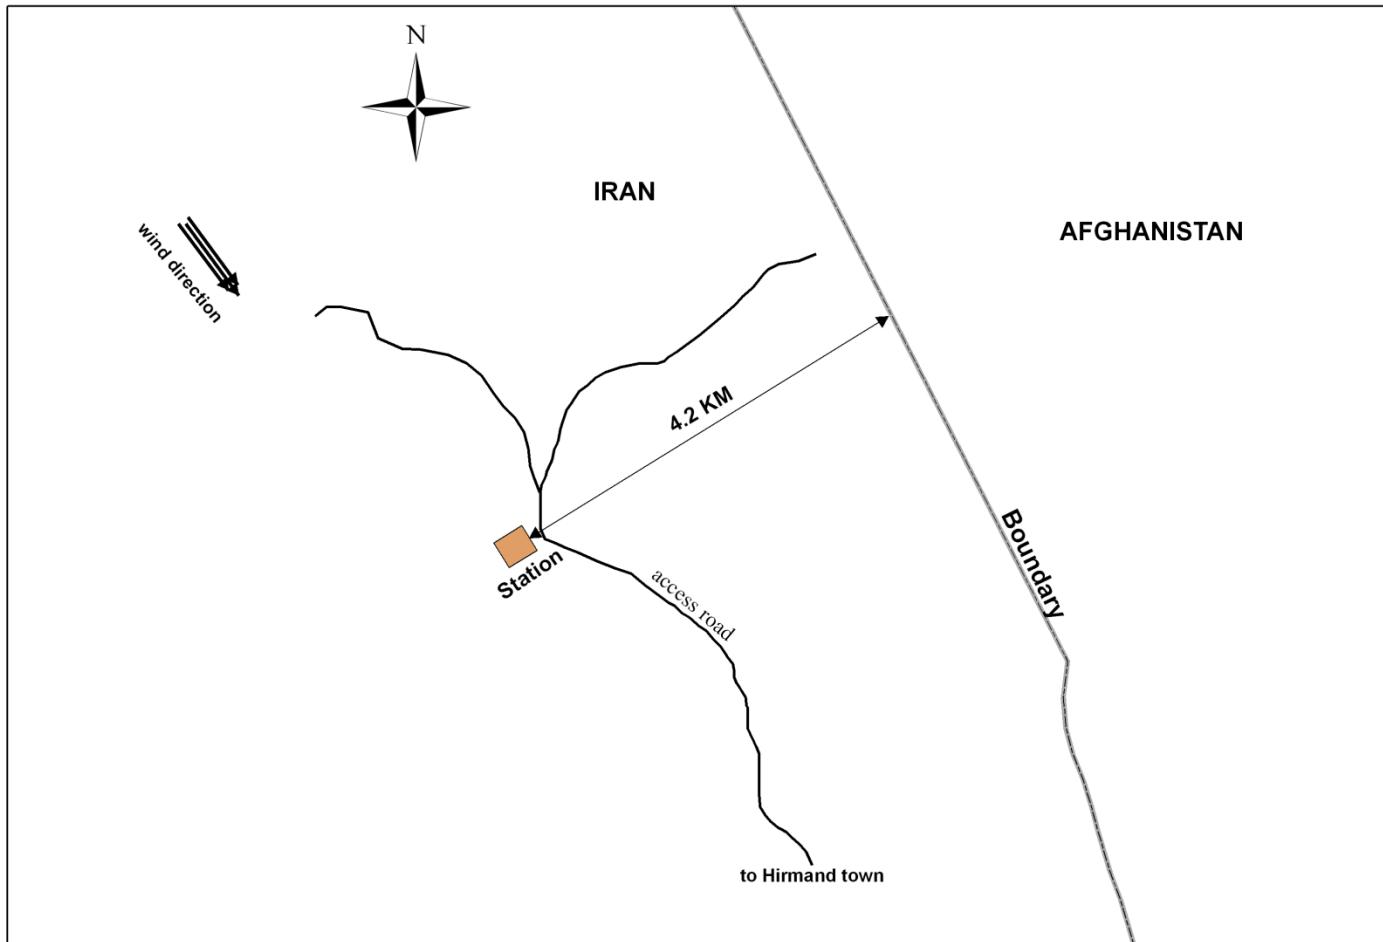 N
IRAN
AFGHANISTAN
wind direction
4.2 KM
Boundary
Station
access road
to Hirmand town